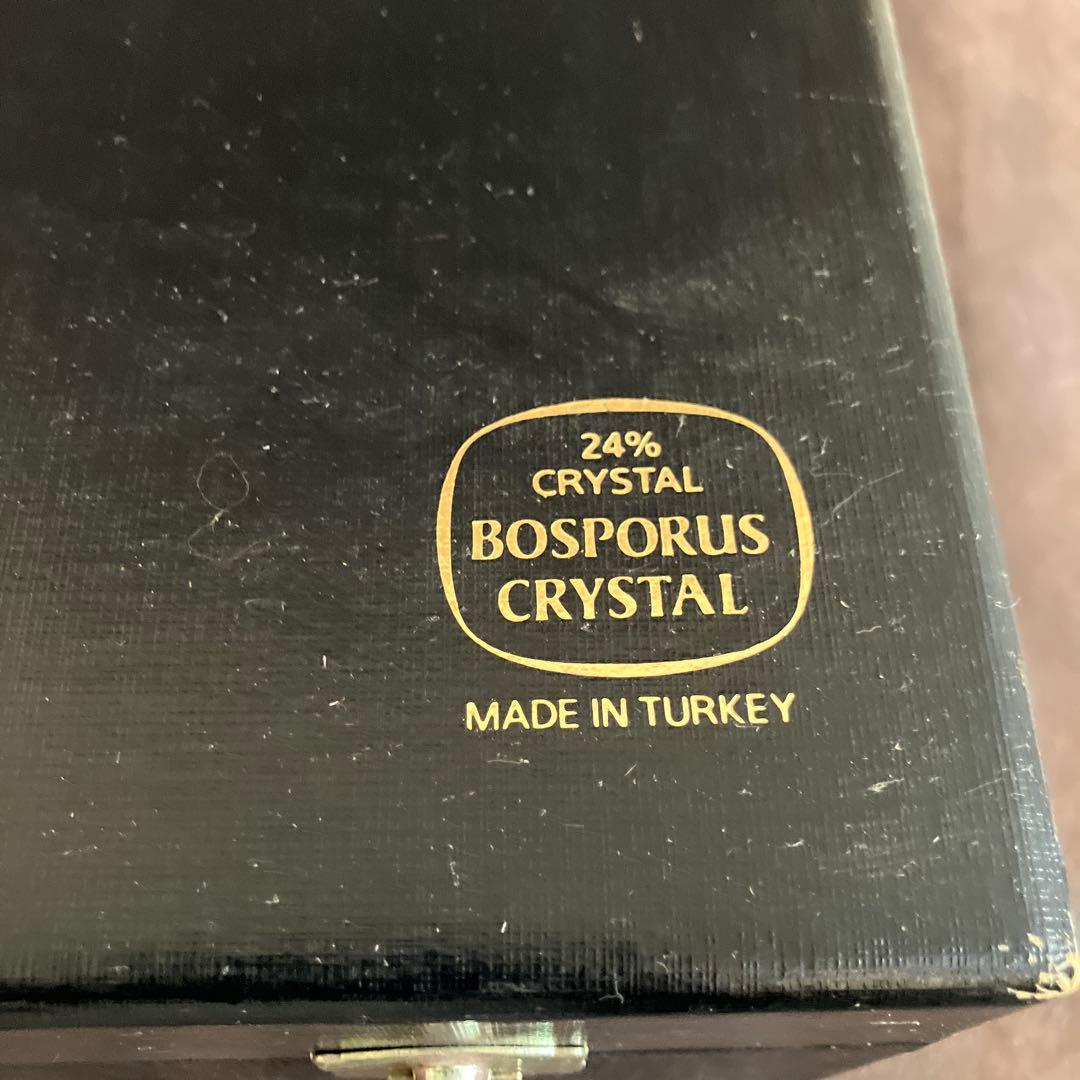 24%
CRYSTAL
BOSPORUS
CRYSTAL
MADE IN TURKEY